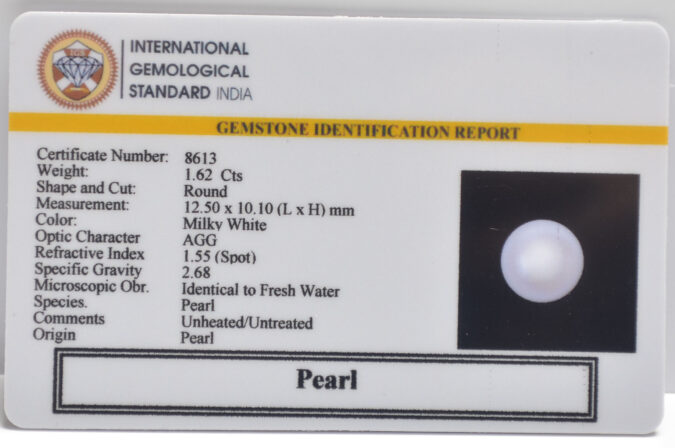 IGS
INTERNATIONAL
GEMOLOGICAL
STANDARD INDIA
GEMSTONE IDENTIFICATION REPORT
Certificate Number: 8613
Weight: 1.62 Cts
Shape and Cut: Round
Measurement: 12.50 x 10.10 (L x H) mm
Color: Milky White
Optic Character AGG
Refractive Index 1.55 (Spot)
Specific Gravity 2.68
Microscopic Obr. Identical to Fresh Water
Species. Pearl
Comments Unheated/Untreated
Origin Pearl
Pearl